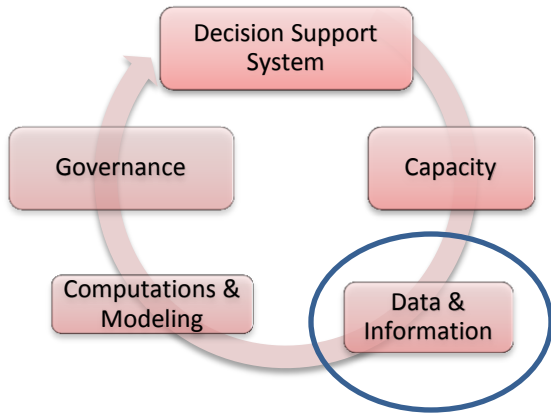 Decision Support
System
Governance
Capacity
Computations &
Modeling
Data &
Information